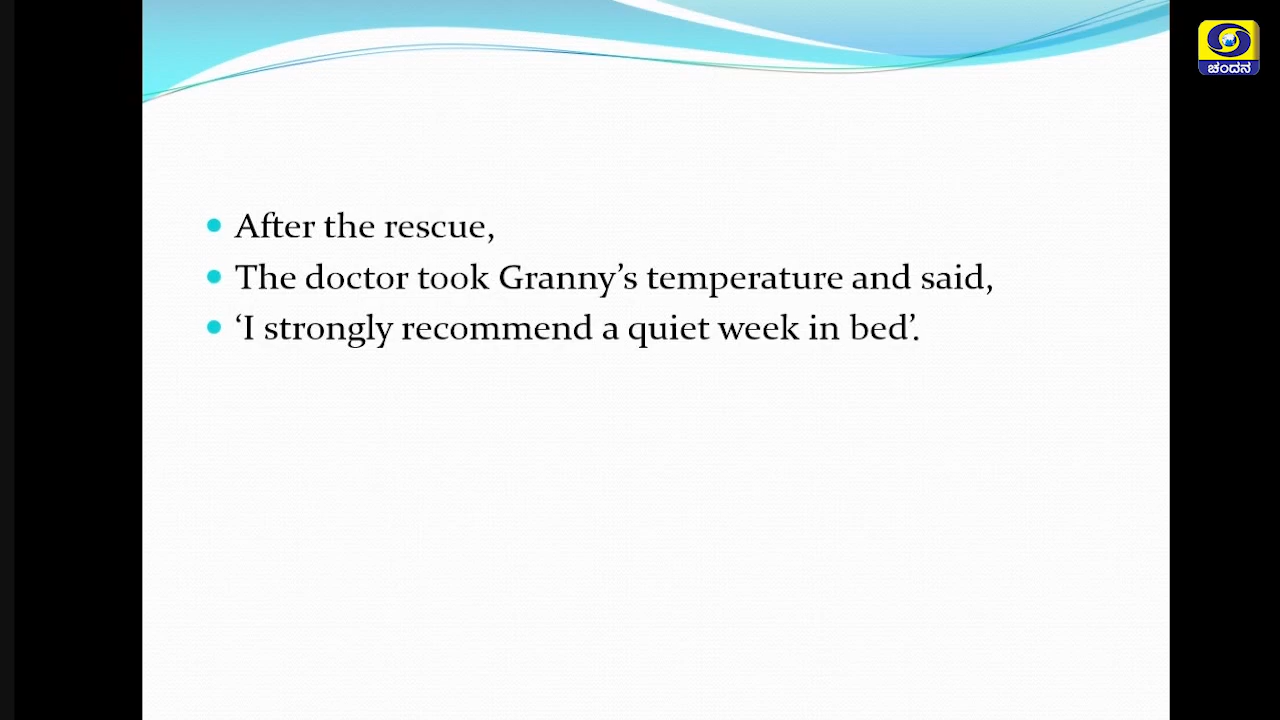 ಚಂದನ
After the rescue,
The doctor took Granny’s temperature and said,
‘I strongly recommend a quiet week in bed’.